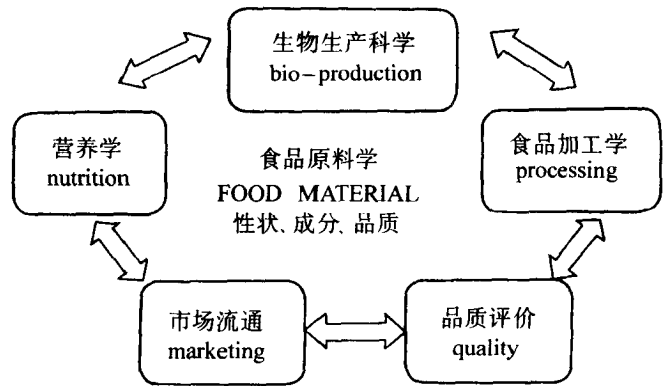 生物生产科学
bio-production
营养学
nutrition
食品原料学
FOOD MATERIAL
性状、成分、品质
食品加工学
processing
市场流通
marketing
品质评价
quality